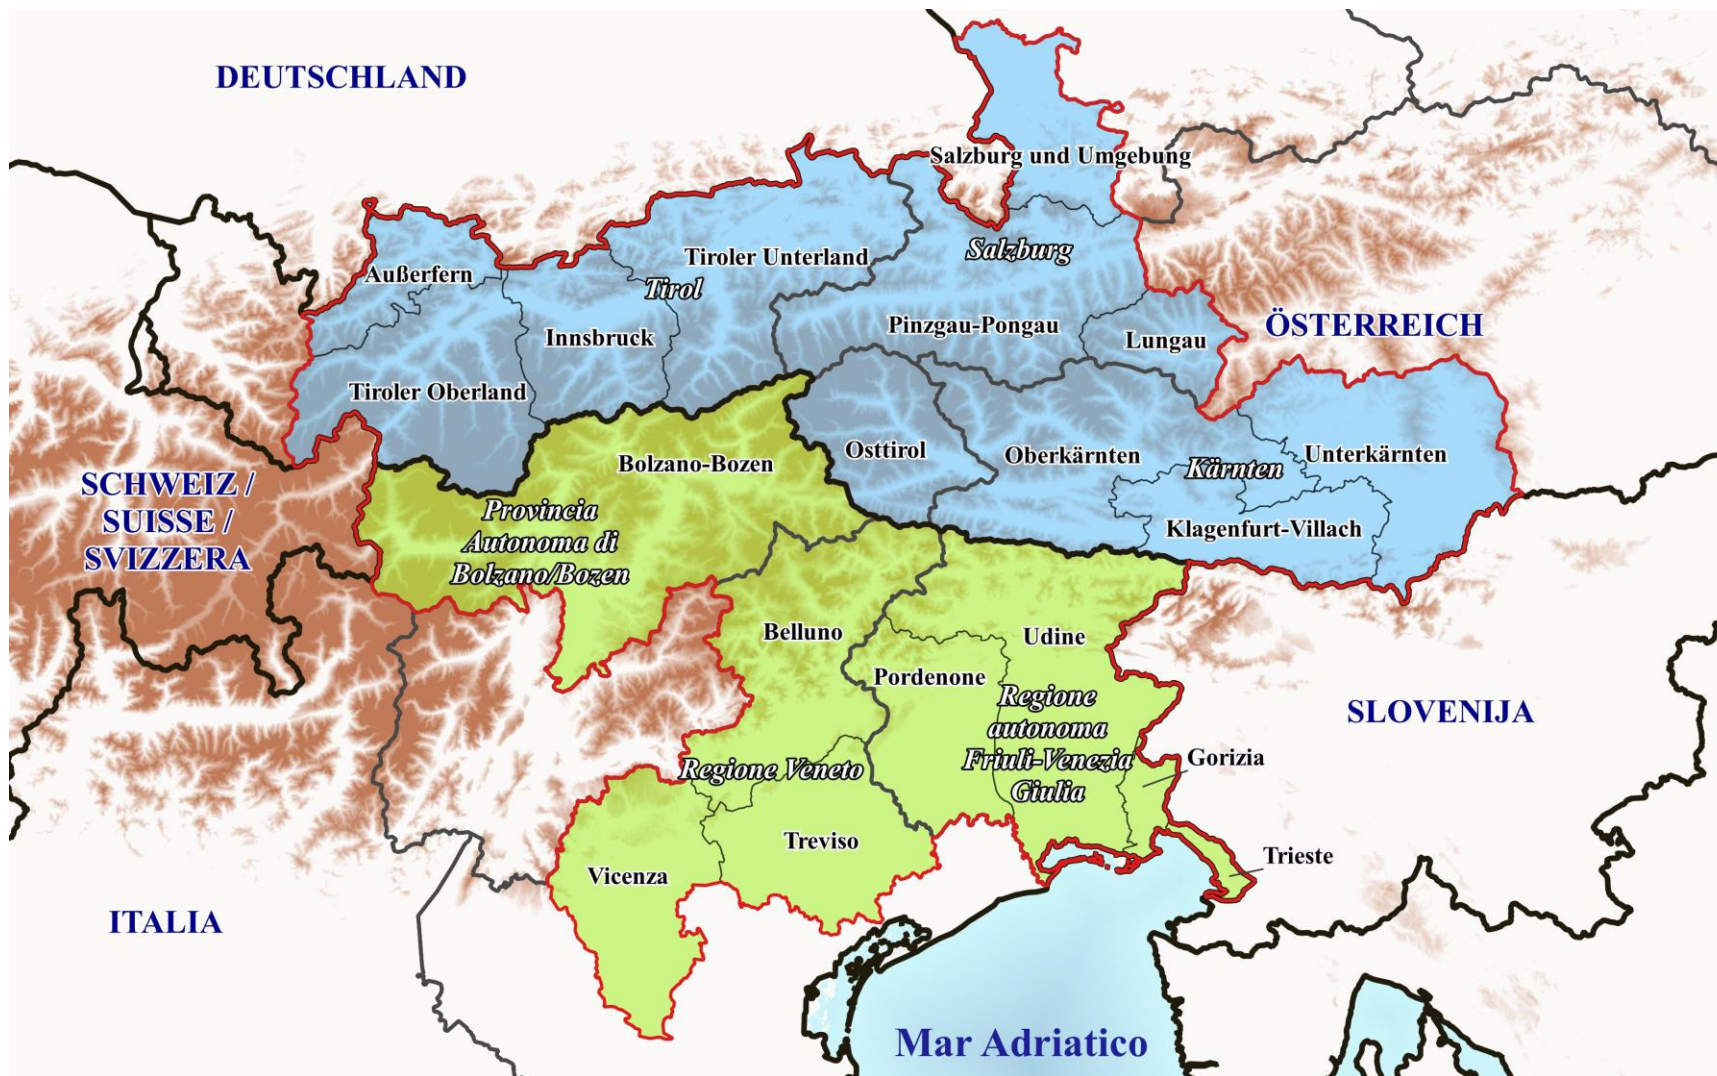 DEUTSCHLAND
Salzburg und Umgebung
Außerfern
Tiroler Unterland
Salzburg
Tirol
Innsbruck
Pinzgau-Pongau
Lungau
ÖSTERREICH
Tiroler Oberland
Osttirol
Oberkärnten
Kärnten
Unterkärnten
Bolzano-Bozen
SCHWEIZ /
SUISSE /
SVIZZERA
Provincia
Autonoma di
Bolzano/Bozen
Klagenfurt-Villach
Belluno
Udine
Pordenone
Regione
autonoma
Friuli-Venezia
Giulia
SLOVENIJA
Regione Veneto
Gorizia
Treviso
Trieste
Vicenza
ITALIA
Mar Adriatico